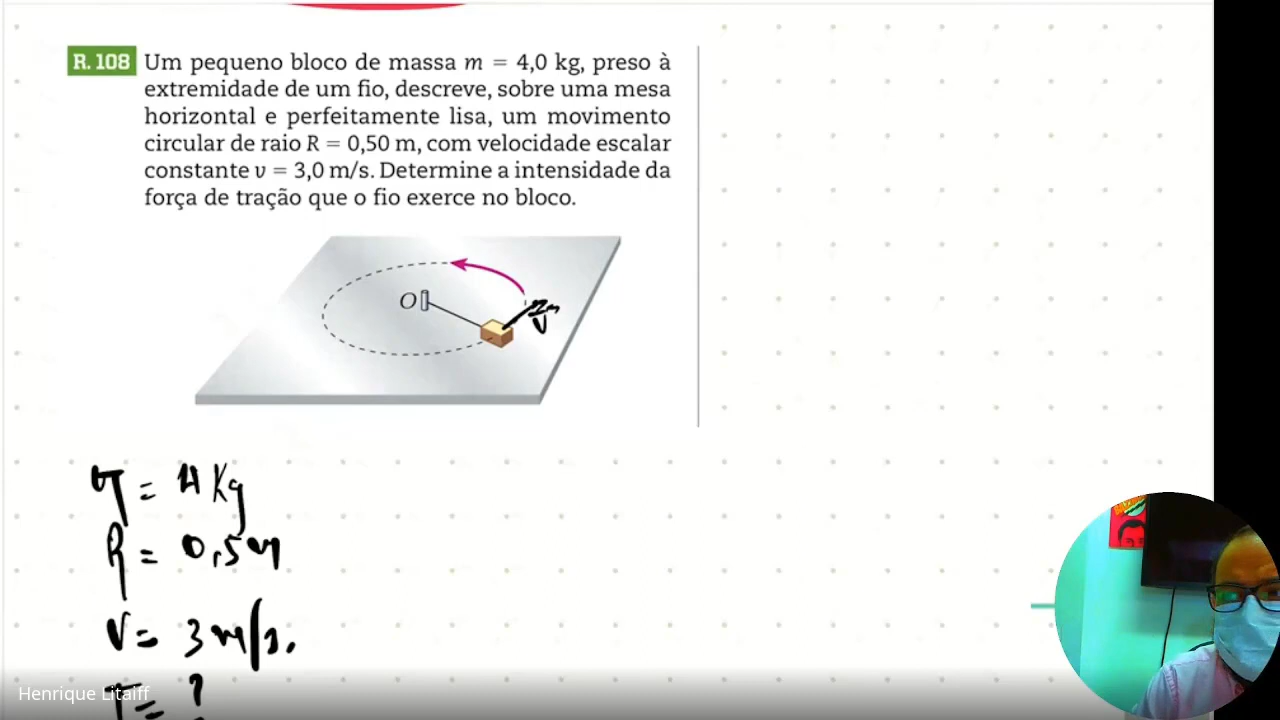 R. 108 Um pequeno bloco de massa m = 4,0 kg, preso à
extremidade de um fio, descreve, sobre uma mesa
horizontal e perfeitamente lisa, um movimento
circular de raio R = 0,50 m, com velocidade escalar
constante v = 3,0 m/s. Determine a intensidade da
força de tração que o fio exerce no bloco.
O
V
m = 4 Kg
R = 0,5 m
V = 3 m/s.
T = ?
Henrique Litaiff